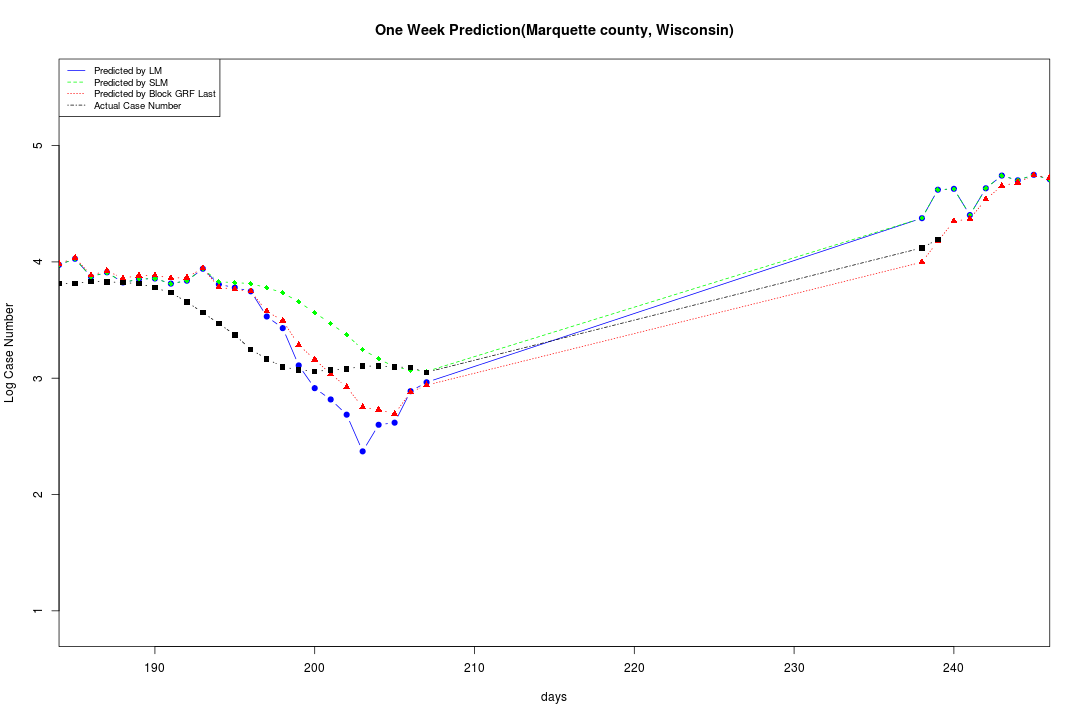 One Week Prediction(Marquette county, Wisconsin)
Predicted by LM
Predicted by SLM
Predicted by Block GRF Last
Actual Case Number
5
4
3
2
1
Log Case Number
190
200
210
220
230
240
days